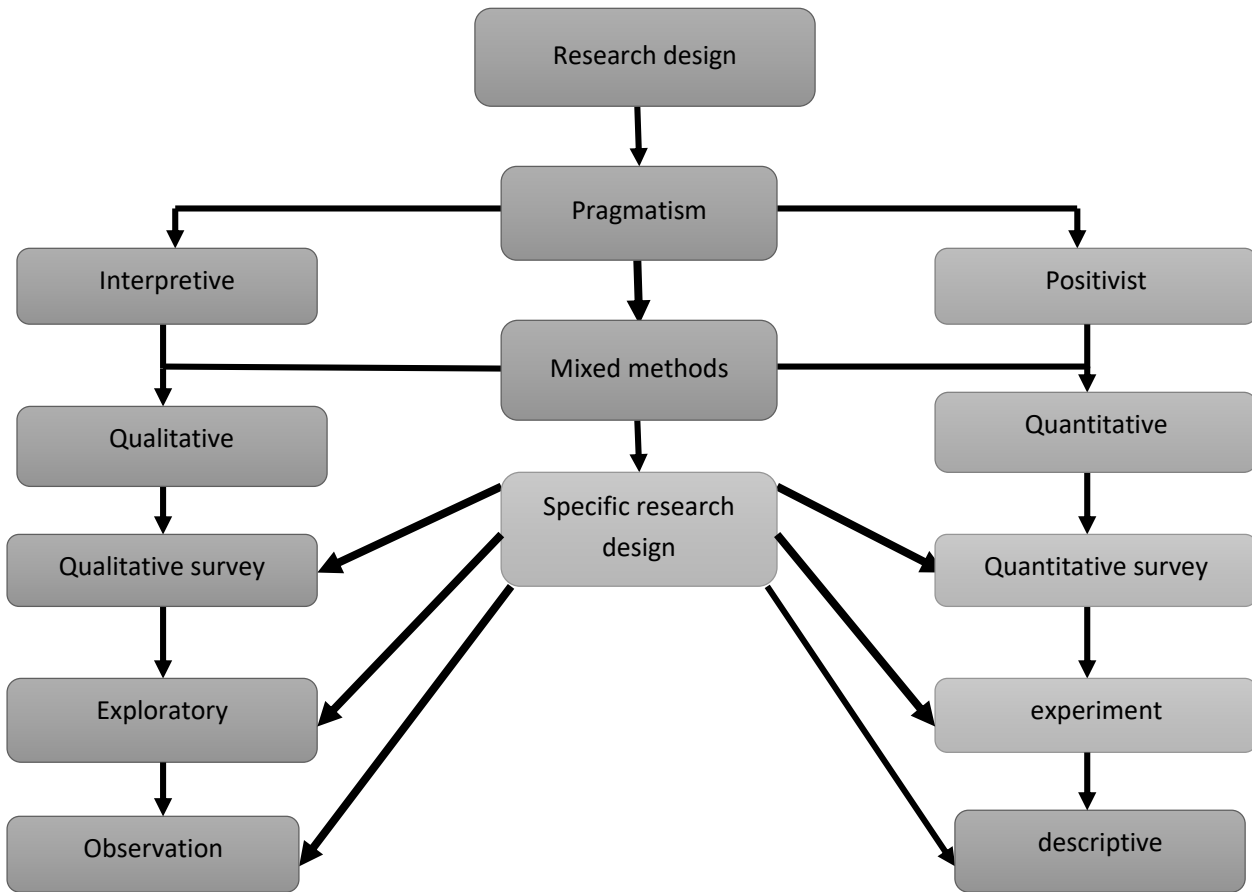 Research design
Pragmatism
Interpretive
Positivist
Mixed methods
Qualitative
Quantitative
Specific research
design
Qualitative survey
Quantitative survey
Exploratory
experiment
Observation
descriptive